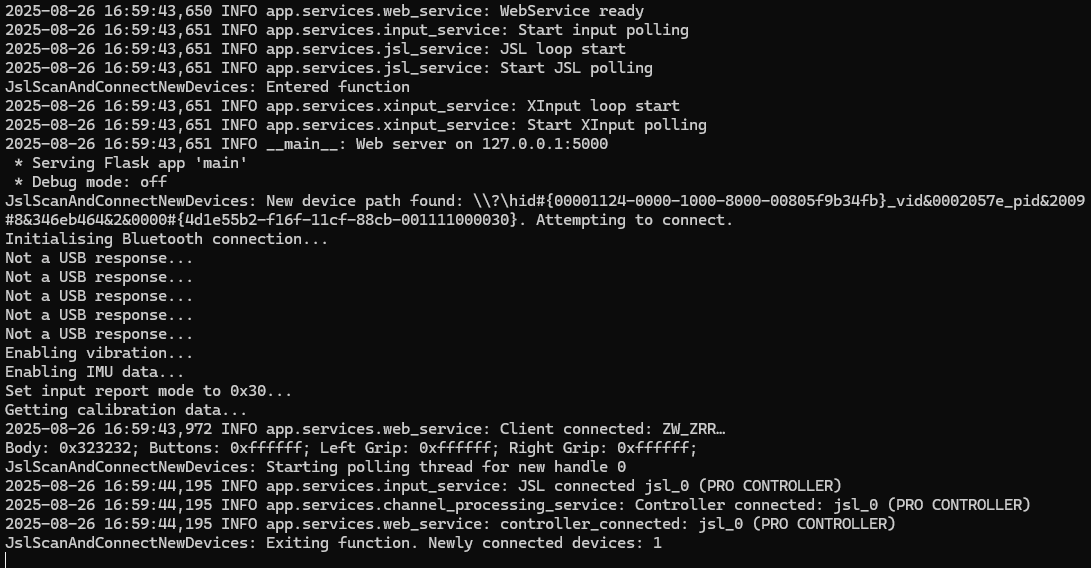 2025-08-26 16:59:43,650 INFO app.services.web_service: WebService ready
2025-08-26 16:59:43,651 INFO app.services.input_service: Start input polling
2025-08-26 16:59:43,651 INFO app.services.jsl_service: JSL loop start
2025-08-26 16:59:43,651 INFO app.services.jsl_service: Start JSL polling
JslScanAndConnectNewDevices: Entered function
2025-08-26 16:59:43,651 INFO app.services.xinput_service: XInput loop start
2025-08-26 16:59:43,651 INFO app.services.xinput_service: Start XInput polling
2025-08-26 16:59:43,651 INFO __main__: Web server on 127.0.0.1:5000
 * Serving Flask app 'main'
 * Debug mode: off
JslScanAndConnectNewDevices: New device path found: \\?\hid#{00001124-0000-1000-8000-00805f9b34fb}_vid&0002057e_pid&2009
#8&346eb464&2&0000#{4d1e55b2-f16f-11cf-88cb-001111000030}. Attempting to connect.
Initialising Bluetooth connection...
Not a USB response...
Not a USB response...
Not a USB response...
Not a USB response...
Not a USB response...
Enabling vibration...
Enabling IMU data...
Set input report mode to 0x30...
Getting calibration data...
2025-08-26 16:59:43,972 INFO app.services.web_service: Client connected: ZW_ZRR…
Body: 0x323232; Buttons: 0xffffff; Left Grip: 0xffffff; Right Grip: 0xffffff;
JslScanAndConnectNewDevices: Starting polling thread for new handle 0
2025-08-26 16:59:44,195 INFO app.services.input_service: JSL connected jsl_0 (PRO CONTROLLER)
2025-08-26 16:59:44,195 INFO app.services.channel_processing_service: Controller connected: jsl_0 (PRO CONTROLLER)
2025-08-26 16:59:44,195 INFO app.services.web_service: controller_connected: jsl_0 (PRO CONTROLLER)
JslScanAndConnectNewDevices: Exiting function. Newly connected devices: 1